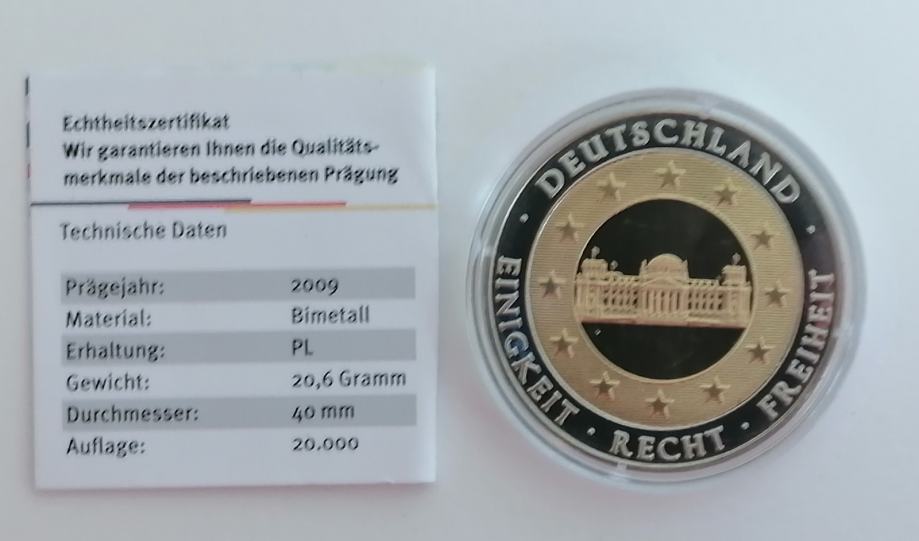 Echtheitszertifikat
Wir garantieren Ihnen die Qualitäts-
merkmale der beschriebenen Prägung
Technische Daten
Prägejahr: 2009
Material: Bimetall
Erhaltung: PL
Gewicht: 20,6 Gramm
Durchmesser: 40 mm
Auflage: 20.000
· DEUTSCHLAND ·
EINIGKEIT · RECHT · FREIHEIT